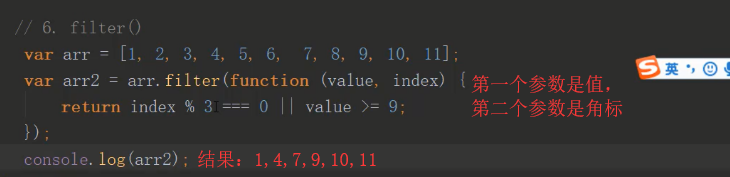 // 6. filter()
var arr = [1, 2, 3, 4, 5, 6,  7, 8, 9, 10, 11];
var arr2 = arr.filter(function (value, index) { 第一个参数是值，
return index % 3 === 0 || value >= 9; 第二个参数是角标
});
console.log(arr2); 结果：1,4,7,9,10,11
S 英